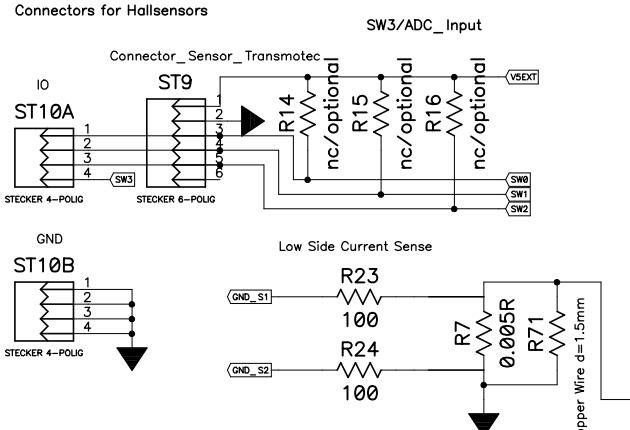 Connectors for Hallsensors
SW3/ADC_Input
Connector_Sensor_Transmotec
IO
ST10A
1
2
3
4
SW3
STECKER 4-POLIG
ST9
1
2
3
4
5
6
STECKER 6-POLIG
R14
nc/optional
R15
nc/optional
R16
nc/optional
V5EXT
SW0
SW1
SW2
GND
ST10B
1
2
3
4
STECKER 4-POLIG
Low Side Current Sense
GND_S1
R23
100
GND_S2
R24
100
R7
0.005R
R71
opper Wire d=1.5mm